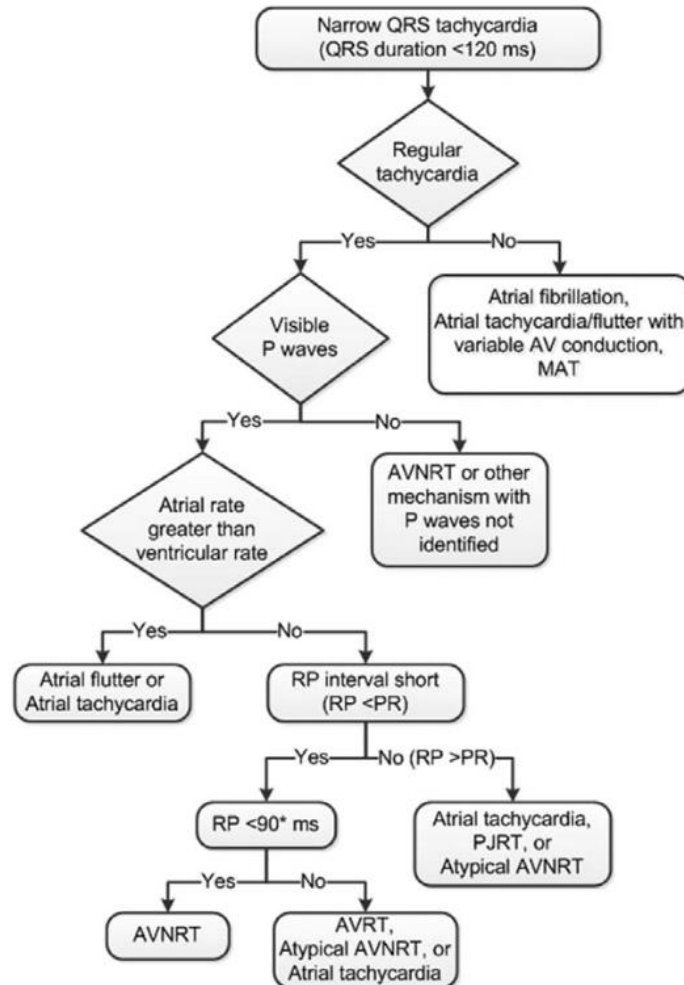 Narrow QRS tachycardia
(QRS duration <120 ms)
Regular
tachycardia
Yes
No
Visible
P waves
Atrial fibrillation,
Atrial tachycardia/flutter with
variable AV conduction,
MAT
Yes
No
Atrial rate
greater than
ventricular rate
AVNRT or other
mechanism with
P waves not
identified
Yes
No
Atrial flutter or
Atrial tachycardia
RP interval short
(RP <PR)
Yes
No (RP >PR)
RP <90* ms
Atrial tachycardia,
PJRT, or
Atypical AVNRT
Yes
No
AVNRT
AVRT,
Atypical AVNRT, or
Atrial tachycardia